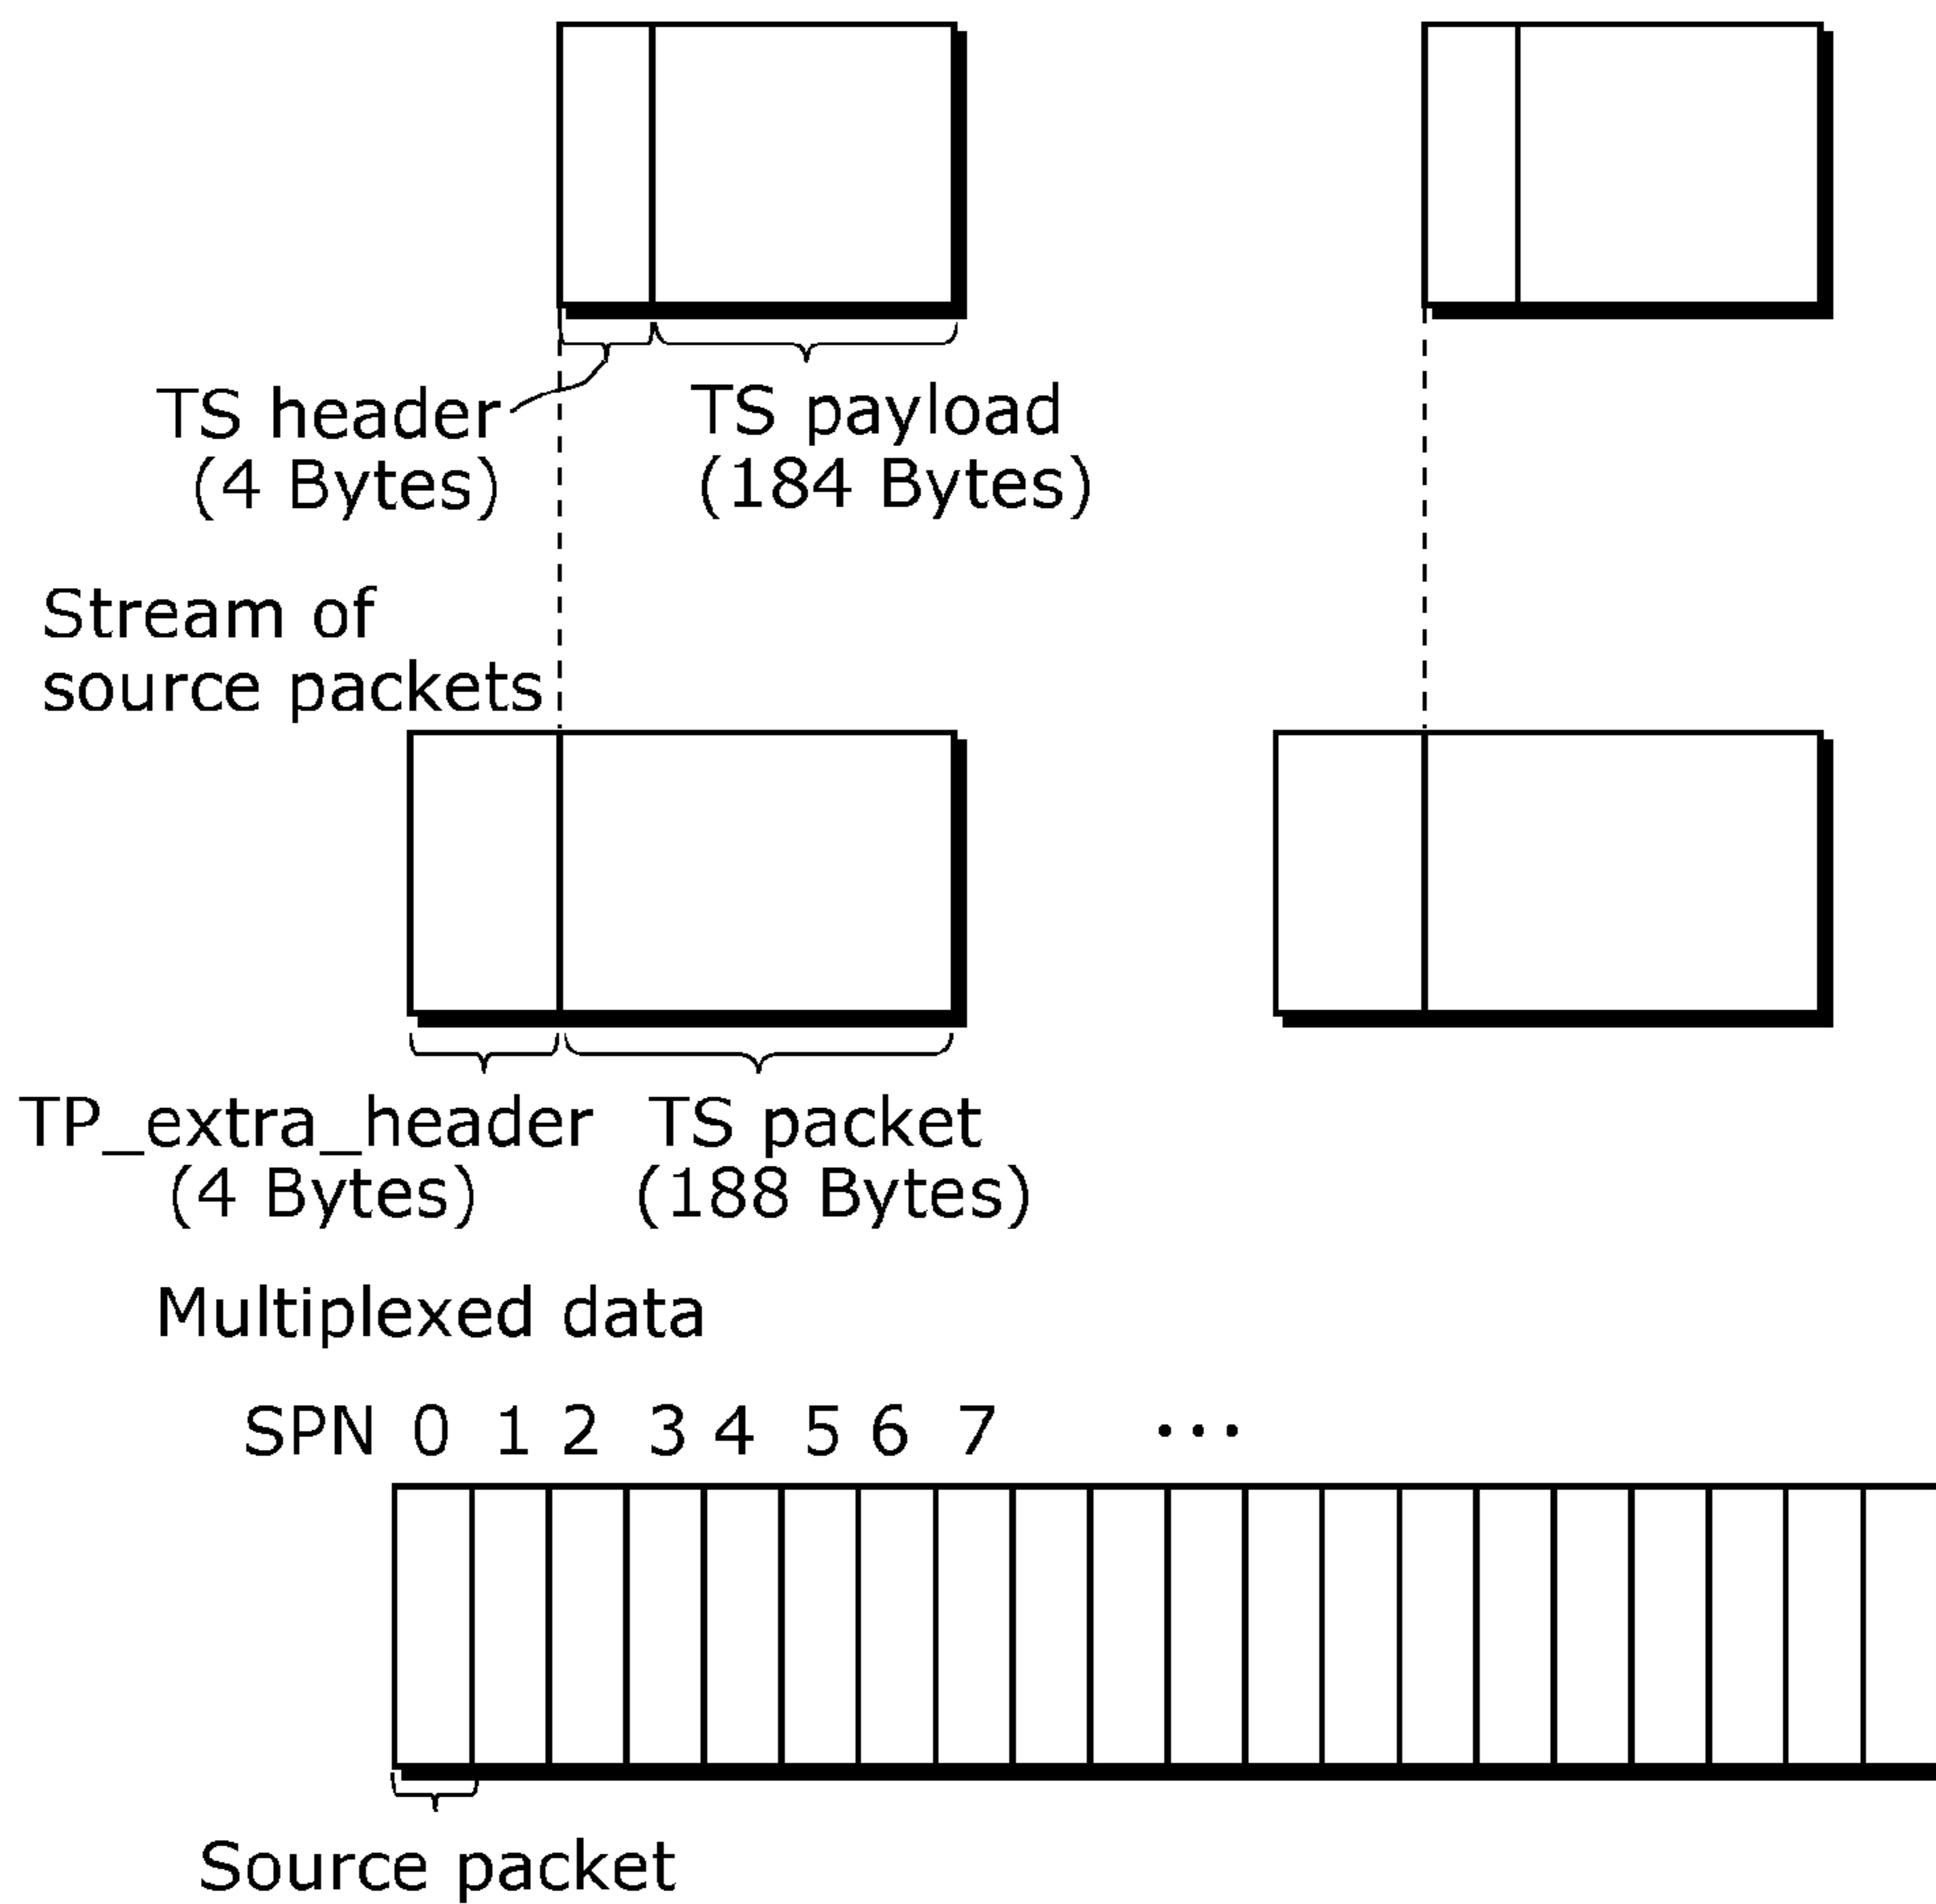 TS header
(4 Bytes)
TS payload
(184 Bytes)
Stream of
source packets
TP_extra_header
(4 Bytes)
TS packet
(188 Bytes)
Multiplexed data
SPN 0 1 2 3 4 5 6 7 ...
Source packet